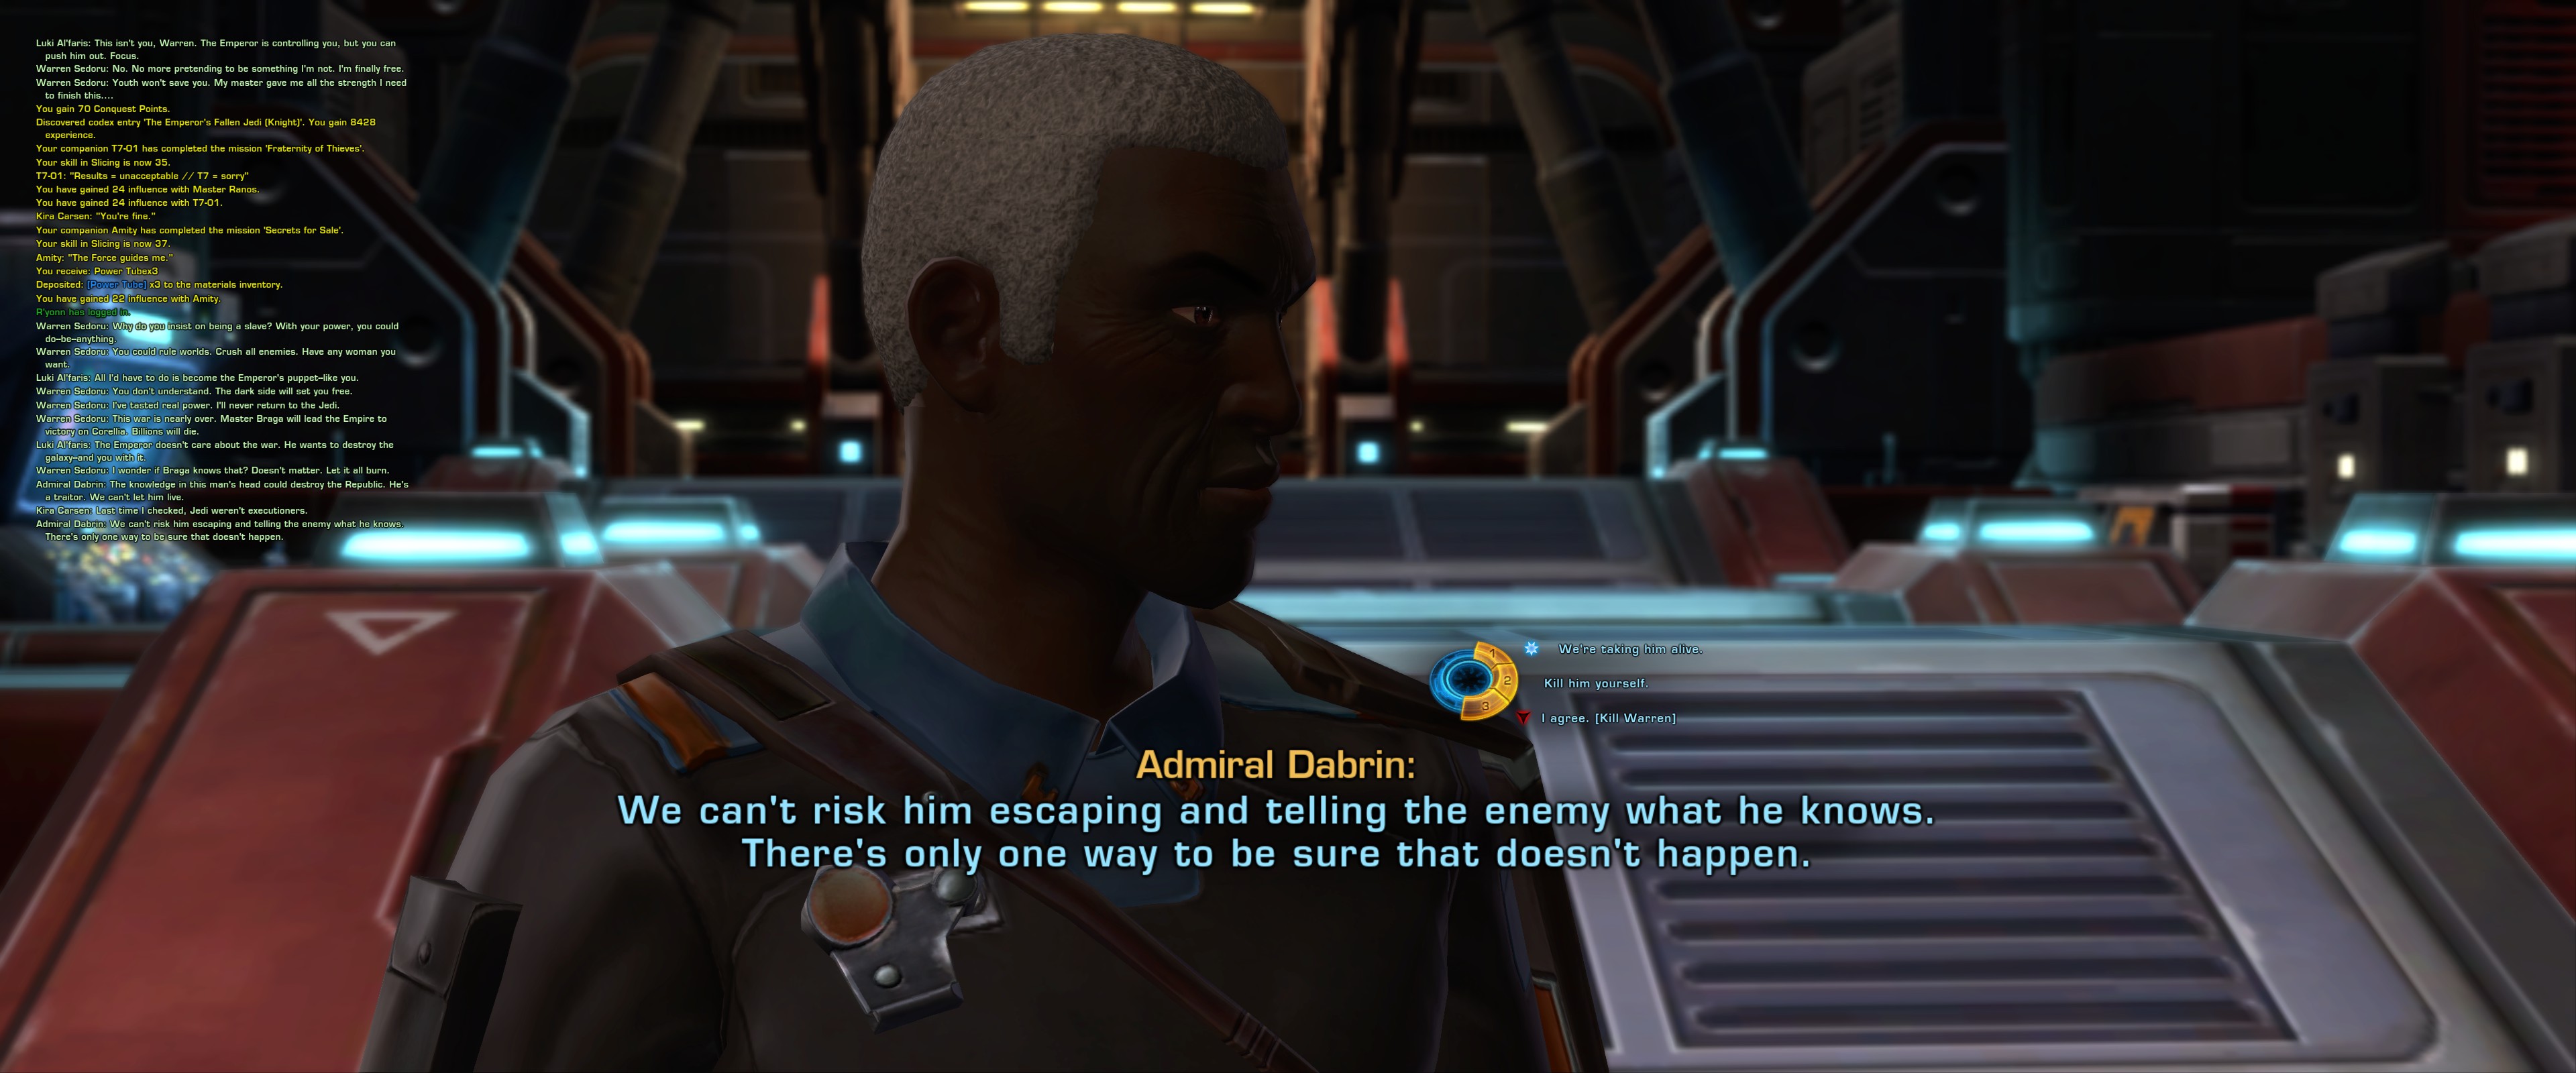 Luki Al'faris: This isn't you, Warren. The Emperor is controlling you, but you can
push him out. Focus.
Warren Sedoru: No. No more pretending to be something I'm not. I'm finally free.
Warren Sedoru: Youth won't save you. My master gave me all the strength I need
to finish this....
You gain 70 Conquest Points.
Discovered codex entry 'The Emperor's Fallen Jedi (Knight)'. You gain 8428
experience.
Your companion T7-01 has completed the mission 'Fraternity of Thieves'.
Your skill in Slicing is now 35.
T7-01: "Results = unacceptable // T7 = sorry"
You have gained 24 influence with Master Ranos.
You have gained 24 influence with T7-01.
Kira Carsen: "You're fine."
Your companion Amity has completed the mission 'Secrets for Sale'.
Your skill in Slicing is now 37.
Amity: "The Force guides me."
You receive: Power Tubex3
Deposited: [Power Tube] x3 to the materials inventory.
You have gained 22 influence with Amity.
R'yonn has logged in.
Warren Sedoru: Why do you insist on being a slave? With your power, you could
do–be–anything.
Warren Sedoru: You could rule worlds. Crush all enemies. Have any woman you
want.
Luki Al'faris: All I'd have to do is become the Emperor's puppet–like you.
Warren Sedoru: You don't understand. The dark side will set you free.
Warren Sedoru: I've tasted real power. I'll never return to the Jedi.
Warren Sedoru: This war is nearly over. Master Braga will lead the Empire to
victory on Corellia. Billions will die.
Luki Al'faris: The Emperor doesn't care about the war. He wants to destroy the
galaxy–and you with it.
Warren Sedoru: I wonder if Braga knows that? Doesn't matter. Let it all burn.
Admiral Dabrin: The knowledge in this man's head could destroy the Republic. He's
a traitor. We can't let him live.
Kira Carsen: Last time I checked, Jedi weren't executioners.
Admiral Dabrin: We can't risk him escaping and telling the enemy what he knows.
There's only one way to be sure that doesn't happen.
1 We're taking him alive.
2 Kill him yourself.
3 I agree. [Kill Warren]
Admiral Dabrin:
We can't risk him escaping and telling the enemy what he knows.
There's only one way to be sure that doesn't happen.